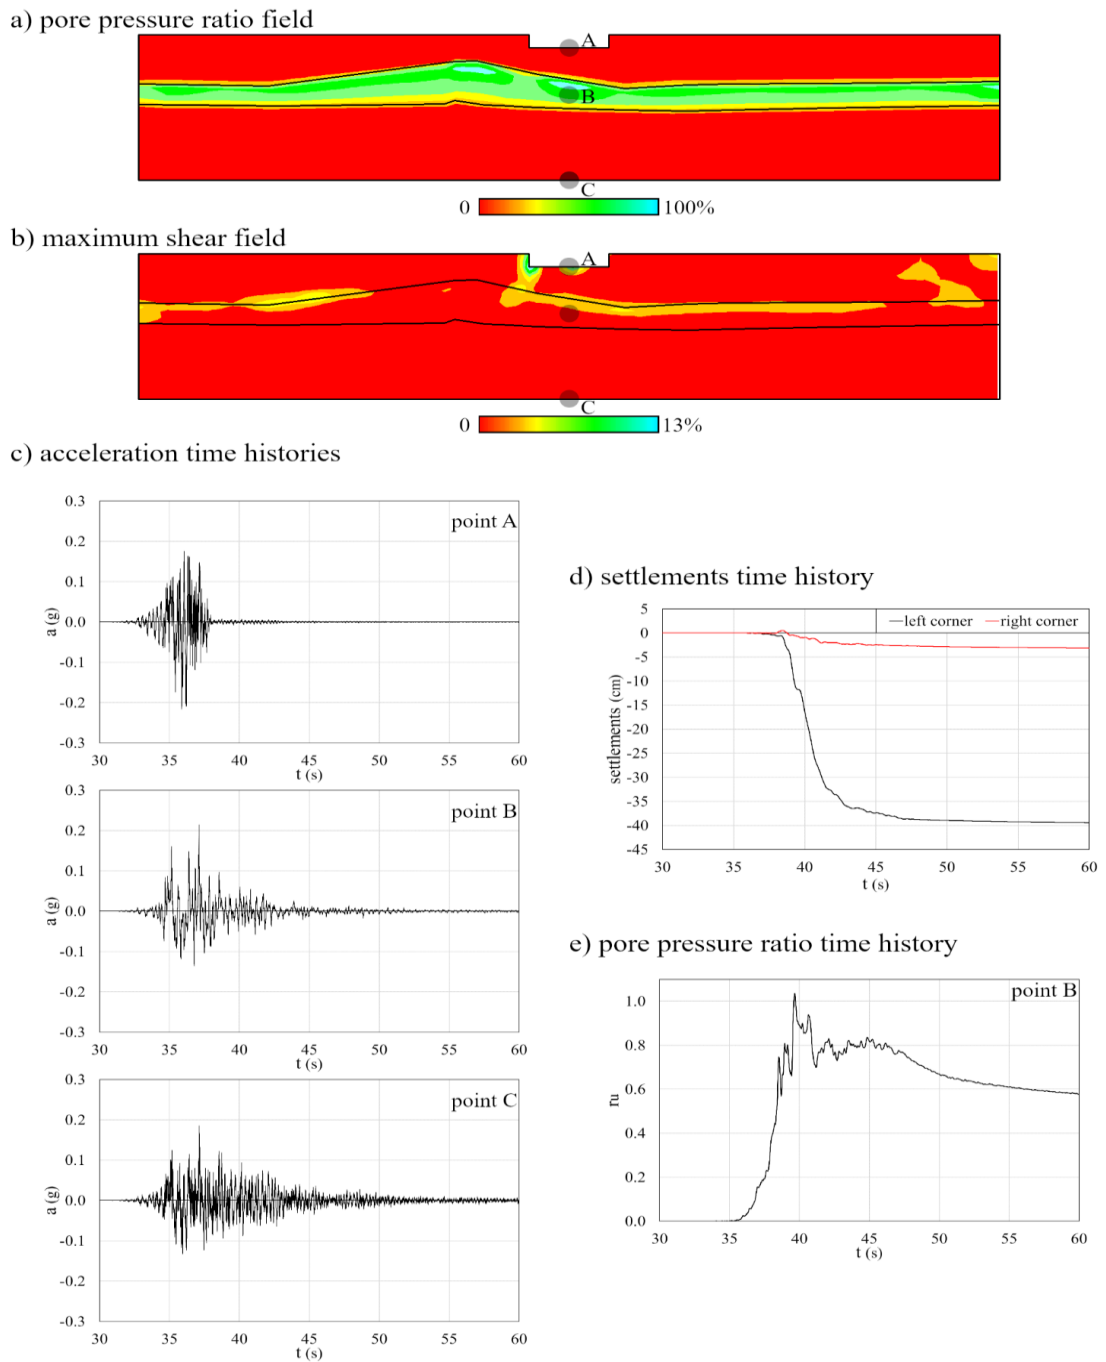 a) pore pressure ratio field
A
B
C
0 100%
b) maximum shear field
A
C
0 13%
c) acceleration time histories
0.3
0.2
0.1
0.0
-0.1
-0.2
-0.3
a (g)
point A
30 35 40 45 50 55 60
t (s)
0.3
0.2
0.1
0.0
-0.1
-0.2
-0.3
a (g)
point B
30 35 40 45 50 55 60
t (s)
0.3
0.2
0.1
0.0
-0.1
-0.2
-0.3
a (g)
point C
30 35 40 45 50 55 60
t (s)
d) settlements time history
5
0
-5
-10
-15
-20
-25
-30
-35
-40
-45
settlements (cm)
left corner right corner
30 35 40 45 50 55 60
t (s)
e) pore pressure ratio time history
1.0
0.8
0.6
0.4
0.2
0.0
ru
point B
30 35 40 45 50 55 60
t (s)